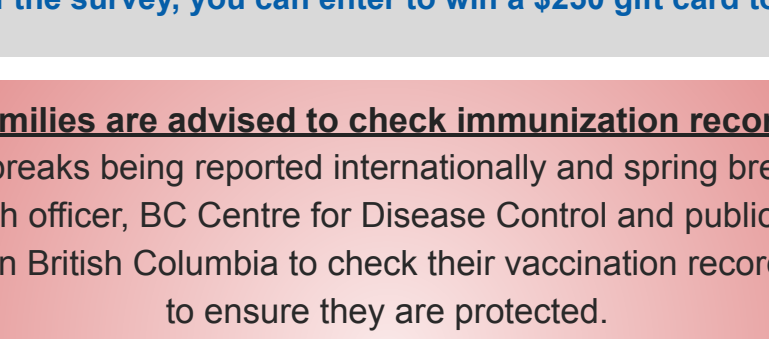 the survey, you can enter to win a $250 gift card to
milies are advised to check immunization recor
breaks being reported internationally and spring bre
h officer, BC Centre for Disease Control and public
n British Columbia to check their vaccination record
to ensure they are protected.